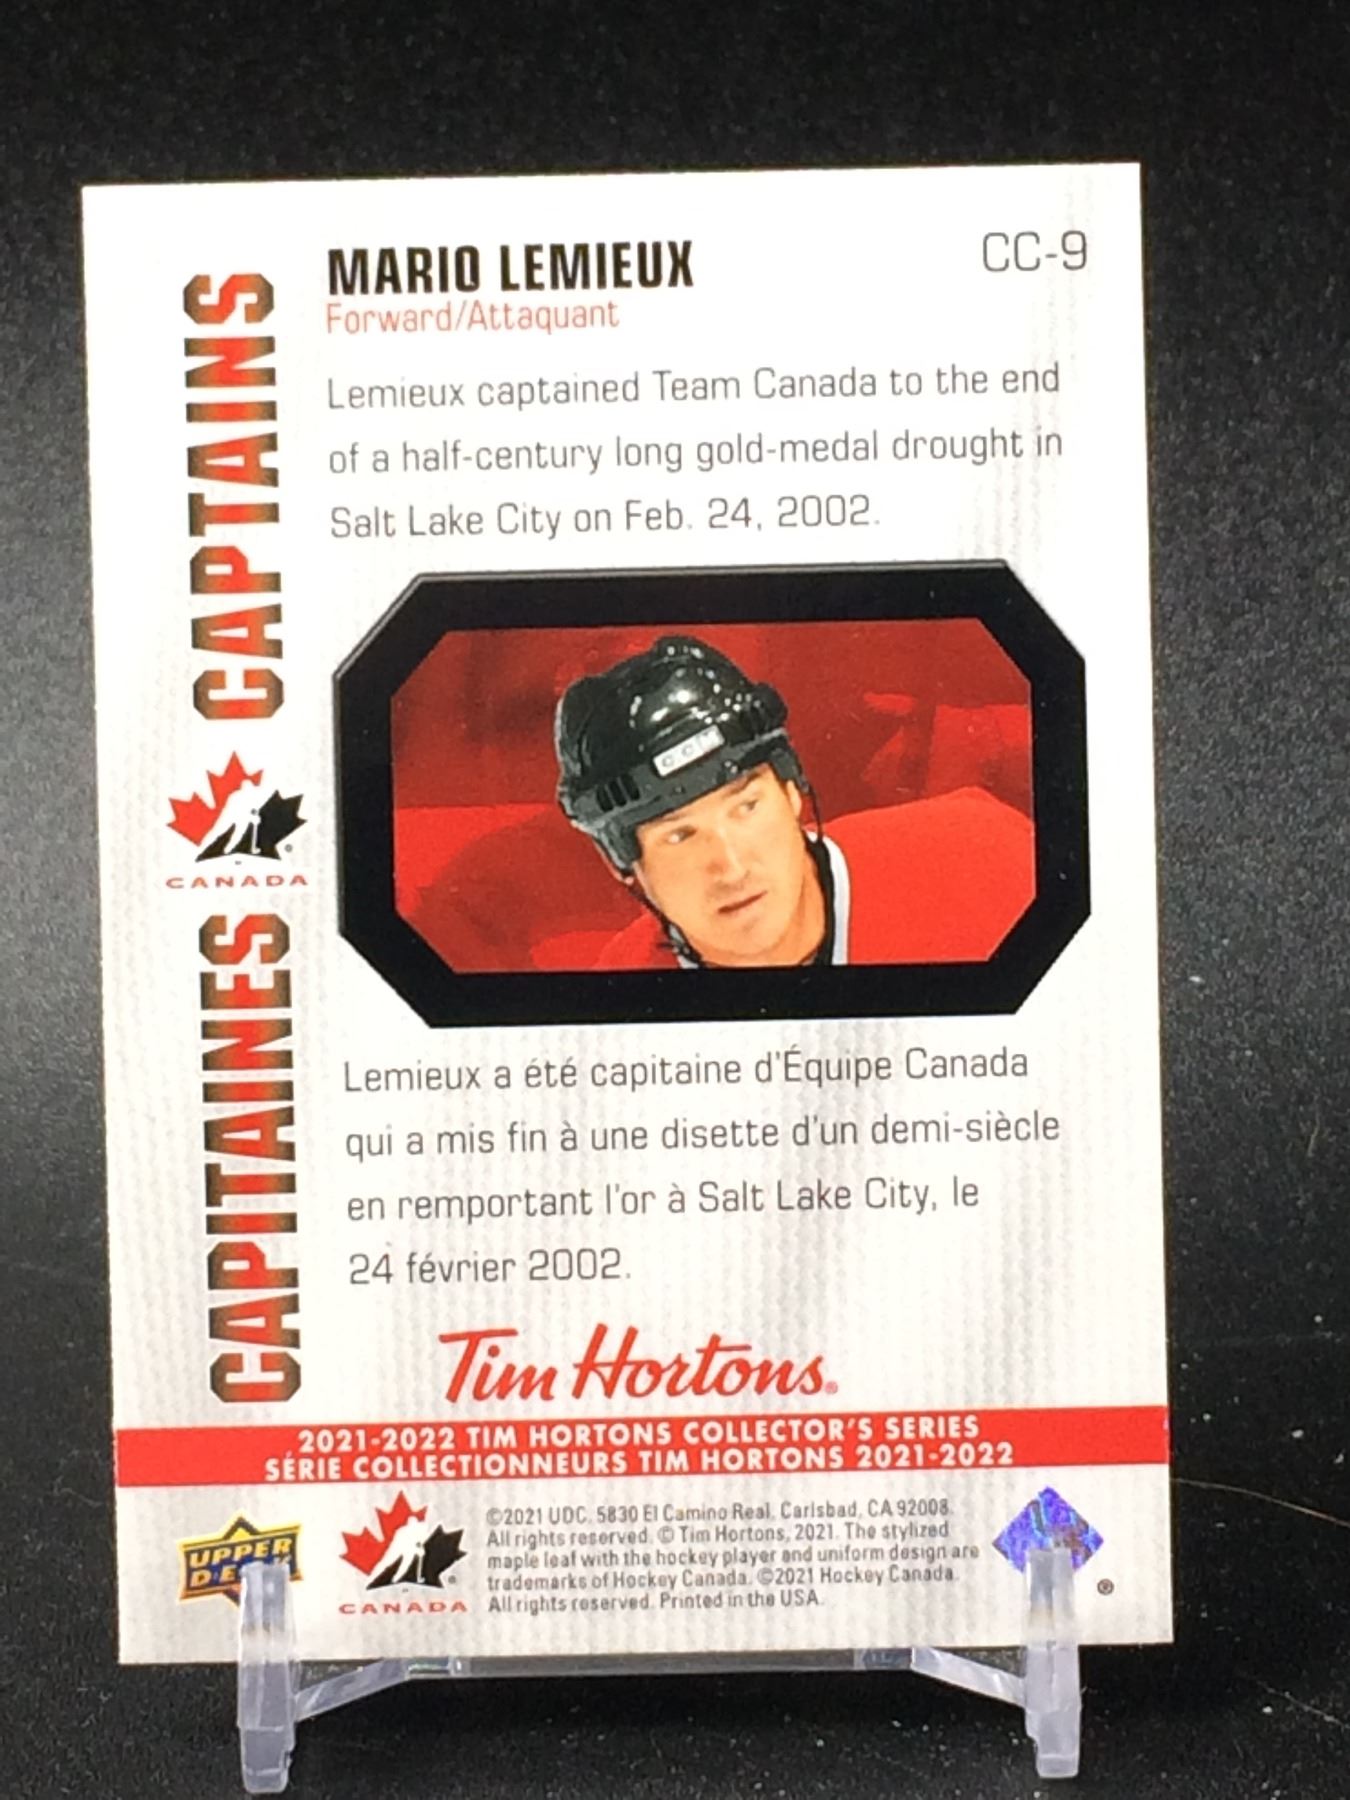 MARIO LEMIEUX
CC-9
Forward/Attaquant
Lemieux captained Team Canada to the end
of a half-century long gold-medal drought in
Salt Lake City on Feb. 24, 2002.
CAPTAINS
CANADA
CAPITAINES
CCM
Lemieux a été capitaine d'Équipe Canada
qui a mis fin à une disette d'un demi-siècle
en remportant l'or à Salt Lake City, le
24 février 2002.
Tim Hortons®
2021-2022 TIM HORTONS COLLECTOR'S SERIES
SÉRIE COLLECTIONNEURS TIM HORTONS 2021-2022
UPPER
DECK
CANADA
©2021 UDC. 5830 El Camino Real, Carlsbad, CA 92008.
All rights reserved. © Tim Hortons, 2021. The stylized
maple leaf with the hockey player and uniform design are
trademarks of Hockey Canada. ©2021 Hockey Canada.
All rights reserved. Printed in the USA.
®